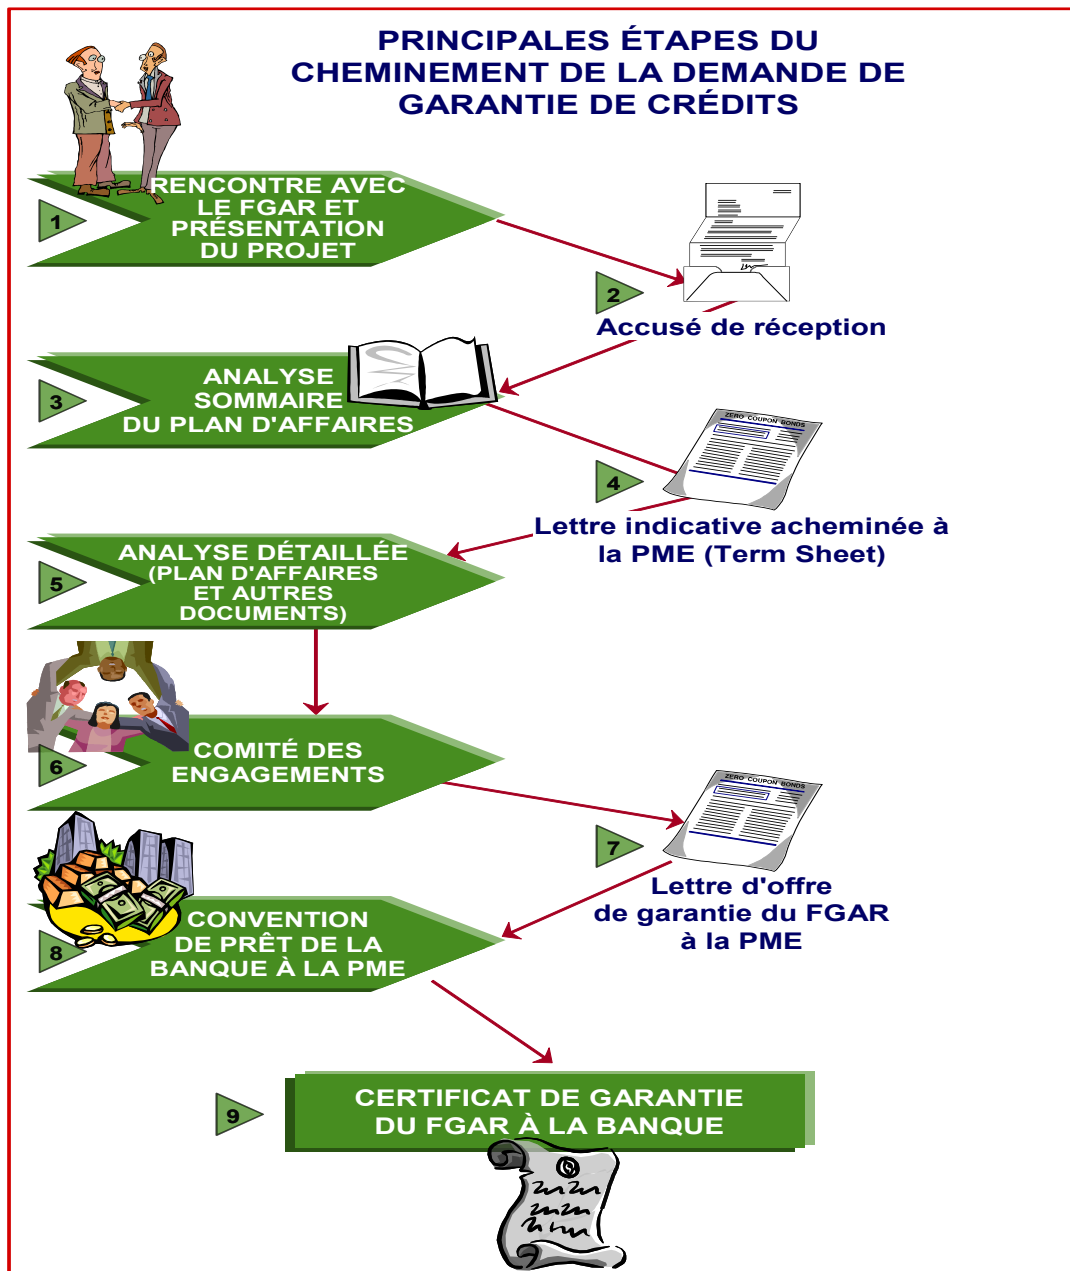 PRINCIPALES ÉTAPES DU
CHEMINEMENT DE LA DEMANDE DE
GARANTIE DE CRÉDITS
1
RENCONTRE AVEC
LE FGAR ET
PRÉSENTATION
DU PROJET
2
Accusé de réception
3
ANALYSE
SOMMAIRE
DU PLAN D'AFFAIRES
ZERO COUPON BONDS
4
Lettre indicative acheminée à
la PME (Term Sheet)
5
ANALYSE DÉTAILLÉE
(PLAN D'AFFAIRES
ET AUTRES
DOCUMENTS)
6
COMITÉ DES
ENGAGEMENTS
ZERO COUPON BONDS
7
Lettre d'offre
de garantie du FGAR
à la PME
8
CONVENTION
DE PRÊT DE LA
BANQUE À LA PME
9
CERTIFICAT DE GARANTIE
DU FGAR À LA BANQUE